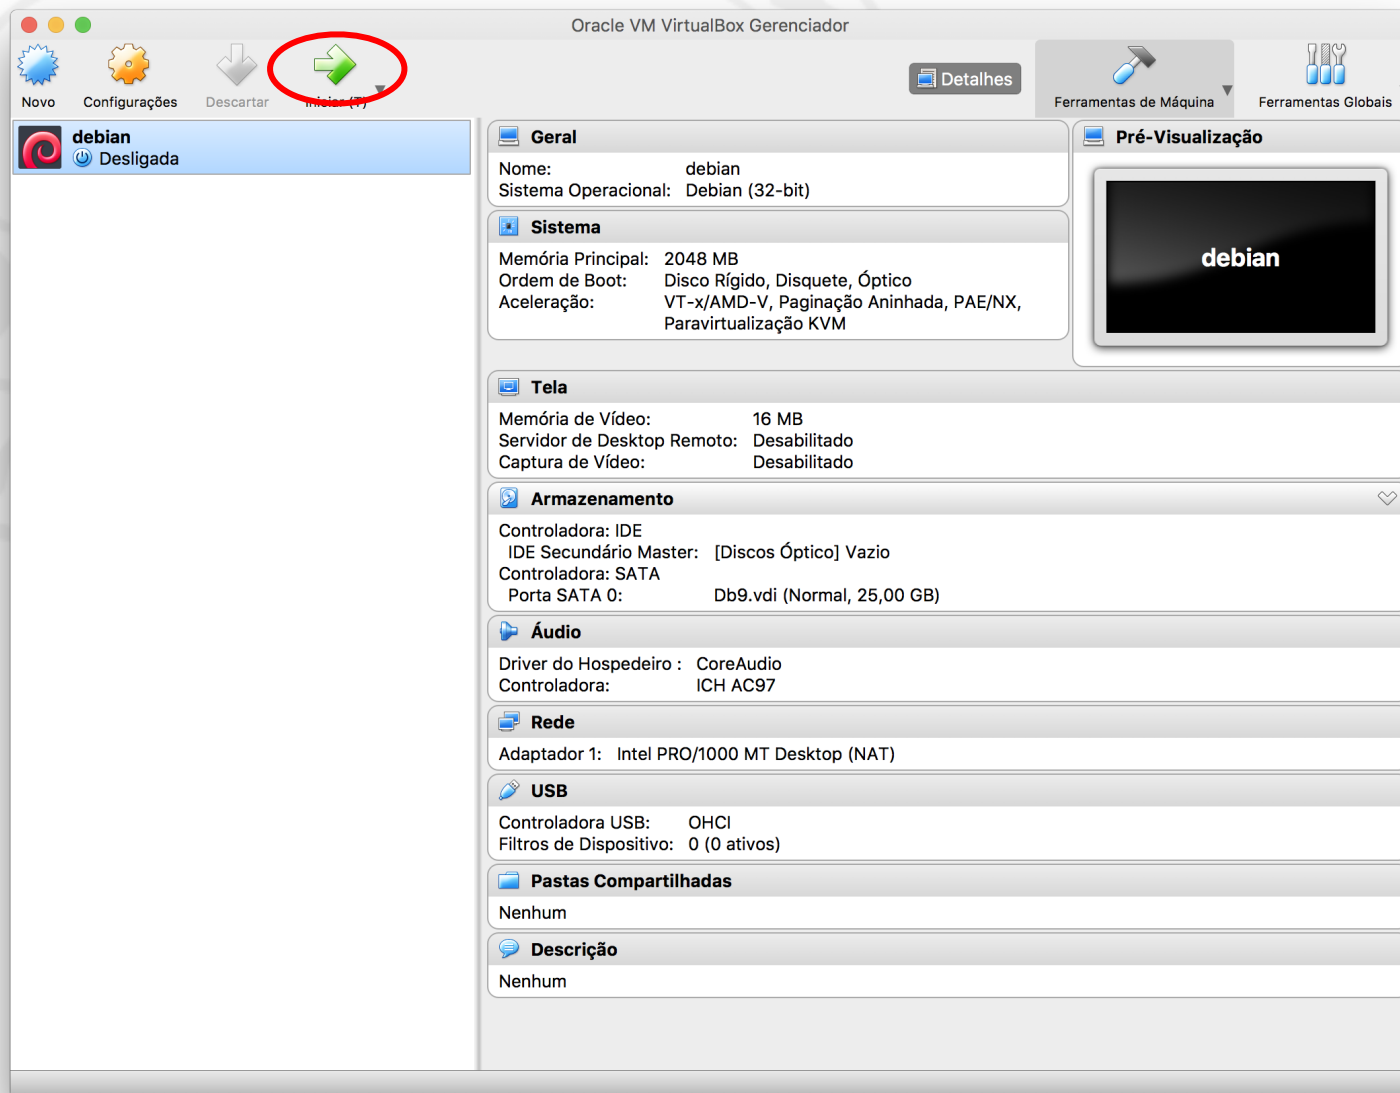 Oracle VM VirtualBox Gerenciador
Novo
Configurações
Descartar
Iniciar (T)
Detalhes
Ferramentas de Máquina
Ferramentas Globais
debian
Desligada
Geral
Nome: debian
Sistema Operacional: Debian (32-bit)
Pré-Visualização
debian
Sistema
Memória Principal: 2048 MB
Ordem de Boot: Disco Rígido, Disquete, Óptico
Aceleração: VT-x/AMD-V, Paginação Aninhada, PAE/NX,
Paravirtualização KVM
Tela
Memória de Vídeo: 16 MB
Servidor de Desktop Remoto: Desabilitado
Captura de Vídeo: Desabilitado
Armazenamento
Controladora: IDE
IDE Secundário Master: [Discos Óptico] Vazio
Controladora: SATA
Porta SATA 0: Db9.vdi (Normal, 25,00 GB)
Áudio
Driver do Hospedeiro : CoreAudio
Controladora: ICH AC97
Rede
Adaptador 1: Intel PRO/1000 MT Desktop (NAT)
USB
Controladora USB: OHCI
Filtros de Dispositivo: 0 (0 ativos)
Pastas Compartilhadas
Nenhum
Descrição
Nenhum